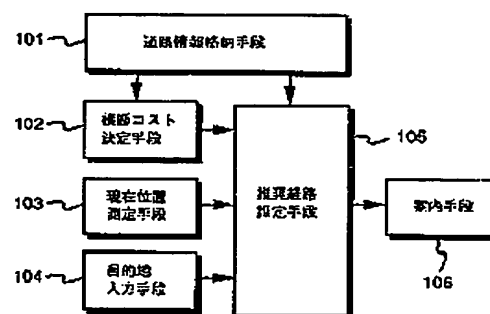 101
道路情報格納手段
102
横断コスト
決定手段
105
103
現在位置
測定手段
推奨経路
設定手段
案内手段
104
目的地
入力手段
106